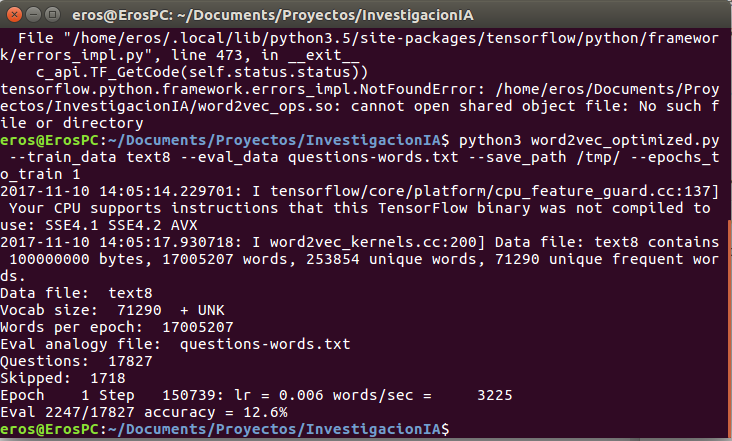 eros@ErosPC: ~/Documents/Proyectos/InvestigacionIA
  File "/home/eros/.local/lib/python3.5/site-packages/tensorflow/python/framewor
k/errors_impl.py", line 473, in __exit__
    c_api.TF_GetCode(self.status.status))
tensorflow.python.framework.errors_impl.NotFoundError: /home/eros/Documents/Proy
ectos/InvestigacionIA/word2vec_ops.so: cannot open shared object file: No such f
ile or directory
eros@ErosPC:~/Documents/Proyectos/InvestigacionIA$ python3 word2vec_optimized.py
 --train_data text8 --eval_data questions-words.txt --save_path /tmp/ --epochs_t
o_train 1
2017-11-10 14:05:14.229701: I tensorflow/core/platform/cpu_feature_guard.cc:137]
 Your CPU supports instructions that this TensorFlow binary was not compiled to
use: SSE4.1 SSE4.2 AVX
2017-11-10 14:05:17.930718: I word2vec_kernels.cc:200] Data file: text8 contains
 100000000 bytes, 17005207 words, 253854 unique words, 71290 unique frequent wor
ds.
Data file:  text8
Vocab size:  71290  + UNK
Words per epoch:  17005207
Eval analogy file:  questions-words.txt
Questions:  17827
Skipped:  1718
Epoch    1 Step   150739: lr = 0.006 words/sec =     3225
Eval 2247/17827 accuracy = 12.6%
eros@ErosPC:~/Documents/Proyectos/InvestigacionIA$